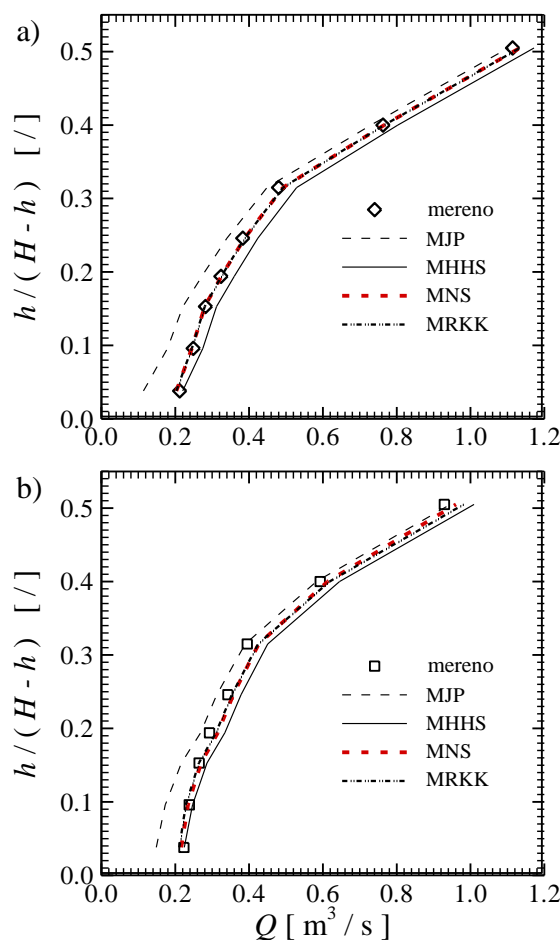 a)
0.5
0.4
0.3
0.2
0.1
0.0
h / ( H - h ) [ / ]
mereno
MJP
MHHS
MNS
MRKK
0.0 0.2 0.4 0.6 0.8 1.0 1.2
b)
0.5
0.4
0.3
0.2
0.1
0.0
h / ( H - h ) [ / ]
mereno
MJP
MHHS
MNS
MRKK
0.0 0.2 0.4 0.6 0.8 1.0 1.2
Q [ m³ / s ]